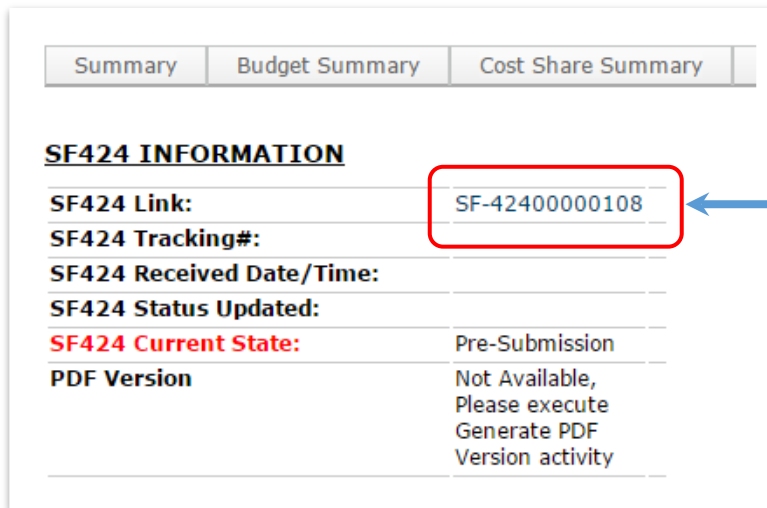 Summary Budget Summary Cost Share Summary
SF424 INFORMATION
SF424 Link: SF-42400000108
SF424 Tracking#:
SF424 Received Date/Time:
SF424 Status Updated:
SF424 Current State: Pre-Submission
PDF Version Not Available,
Please execute
Generate PDF
Version activity